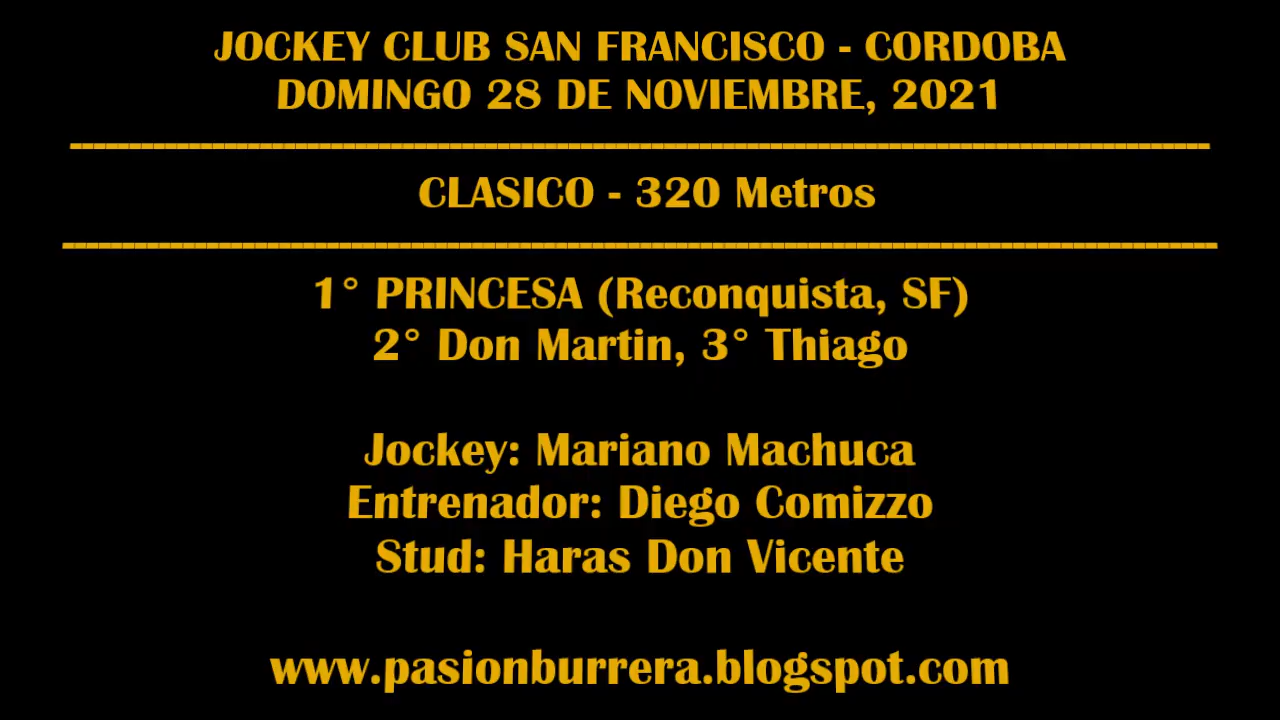 JOCKEY CLUB SAN FRANCISCO - CORDOBA
DOMINGO 28 DE NOVIEMBRE, 2021
CLASICO - 320 Metros
1° PRINCESA (Reconquista, SF)
2° Don Martin, 3° Thiago
Jockey: Mariano Machuca
Entrenador: Diego Comizzo
Stud: Haras Don Vicente
www.pasionburrera.blogspot.com